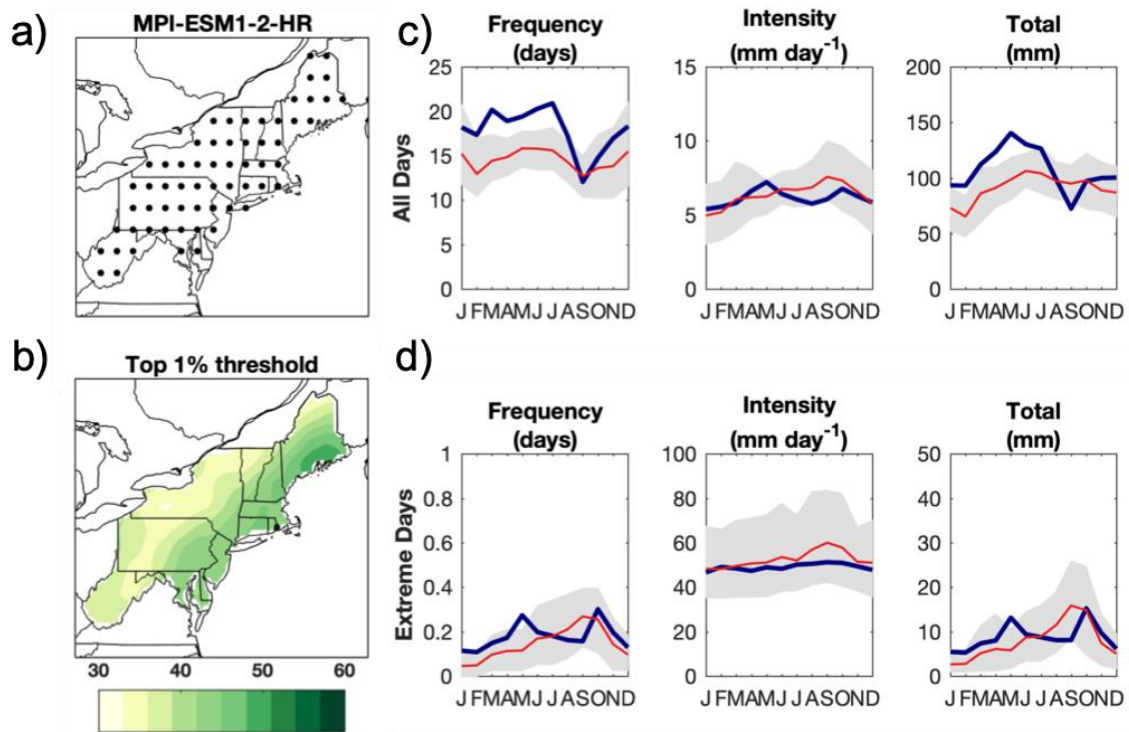 a)
MPI-ESM1-2-HR
b)
Top 1% threshold
30 40 50 60
c)
Frequency
(days)
Intensity
(mm day⁻¹)
Total
(mm)
All Days
25
20
15
10
5
0
J FMAMJ J ASOND
15
10
5
0
J FMAMJ J ASOND
200
150
100
50
0
J FMAMJ J ASOND
d)
Frequency
(days)
Intensity
(mm day⁻¹)
Total
(mm)
Extreme Days
1
0.8
0.6
0.4
0.2
0
J FMAMJ J ASOND
100
80
60
40
20
0
J FMAMJ J ASOND
50
40
30
20
10
0
J FMAMJ J ASOND